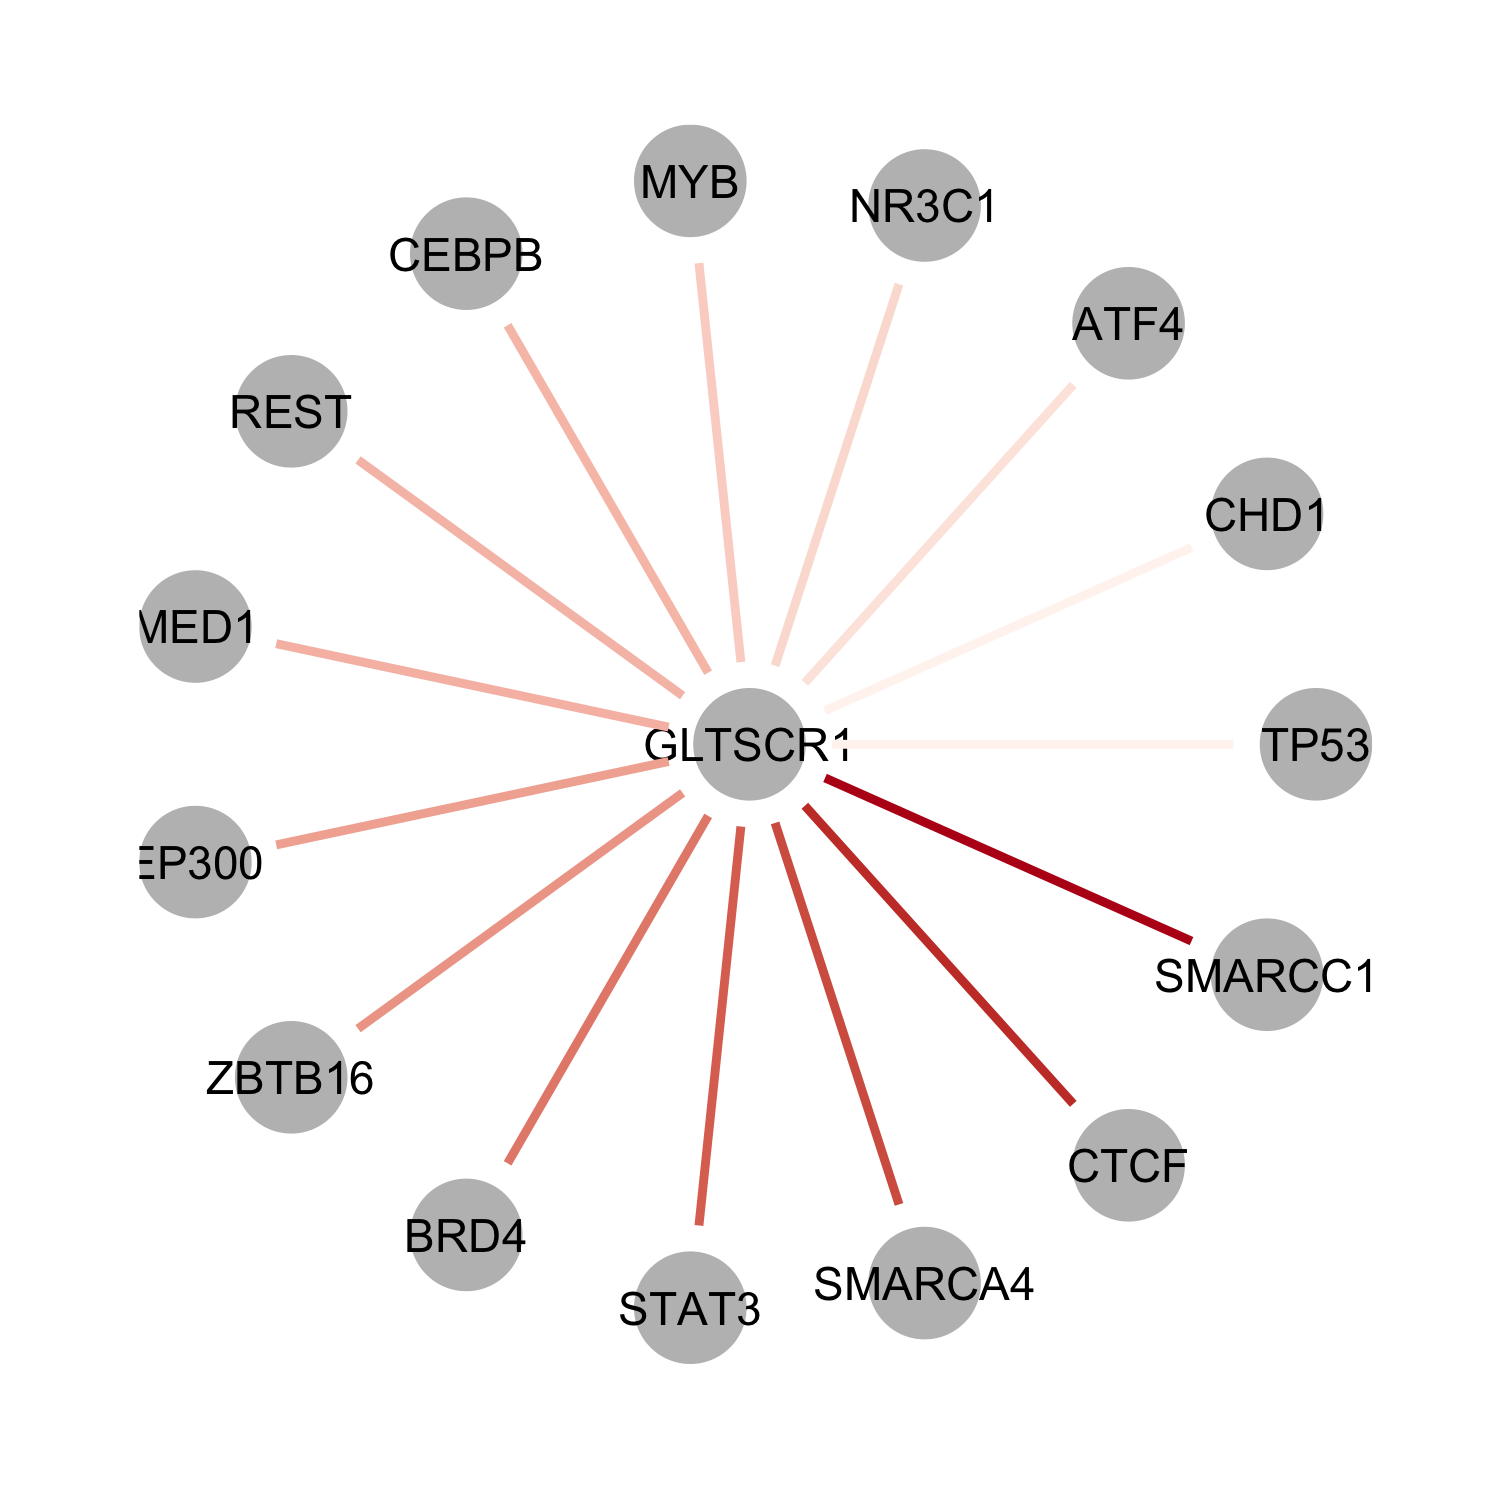 MYB
NR3C1
CEBPB
ATF4
REST
CHD1
MED1
GLTSCR1
TP53
EP300
SMARCC1
ZBTB16
CTCF
BRD4
SMARCA4
STAT3